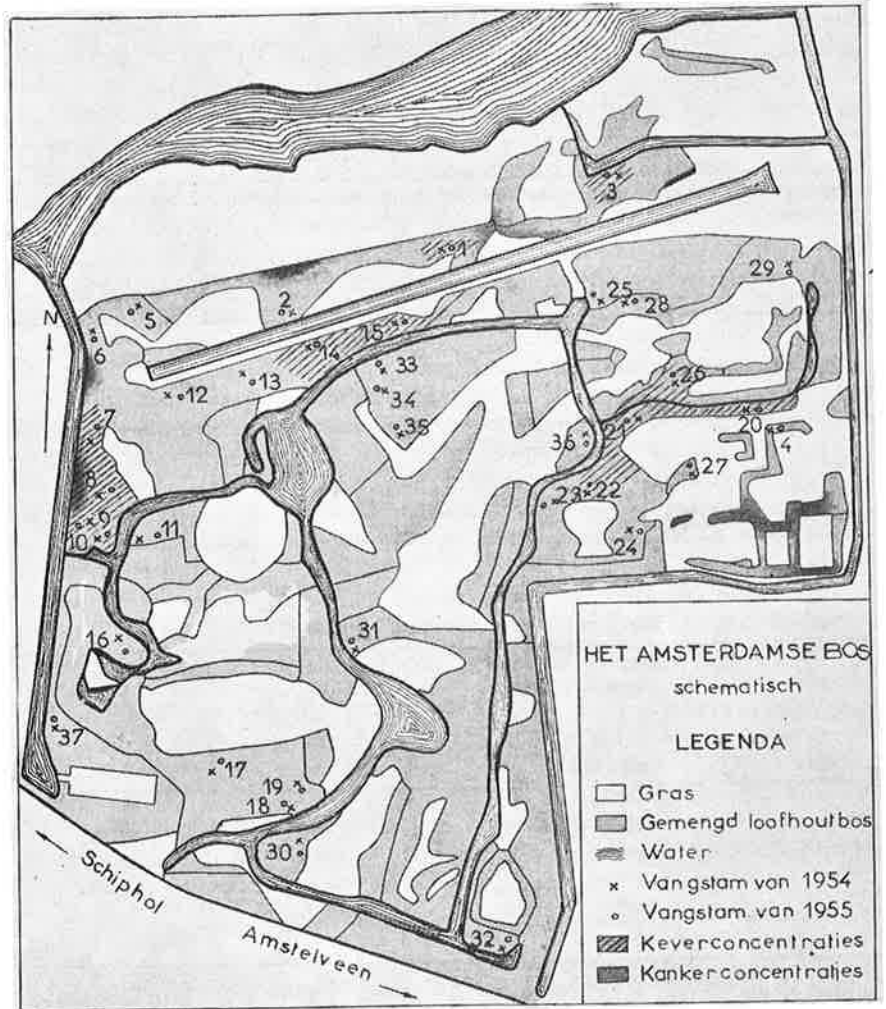 3
1
29
2
5
25
28
N
6
15
14
33
26
12
13
34
7
35
20
21
36
4
8
27
23
22
9
10
11
24
16
31
HET AMSTERDAMSE BOS
schematisch
LEGENDA
37
17
19
18
Gras
Gemengd loofhoutbos
30
Water
Schiphol
x Vangstam van 1954
o Vangstam van 1955
Amstelveen
32
Keverconcentraties
Kankerconcentraties